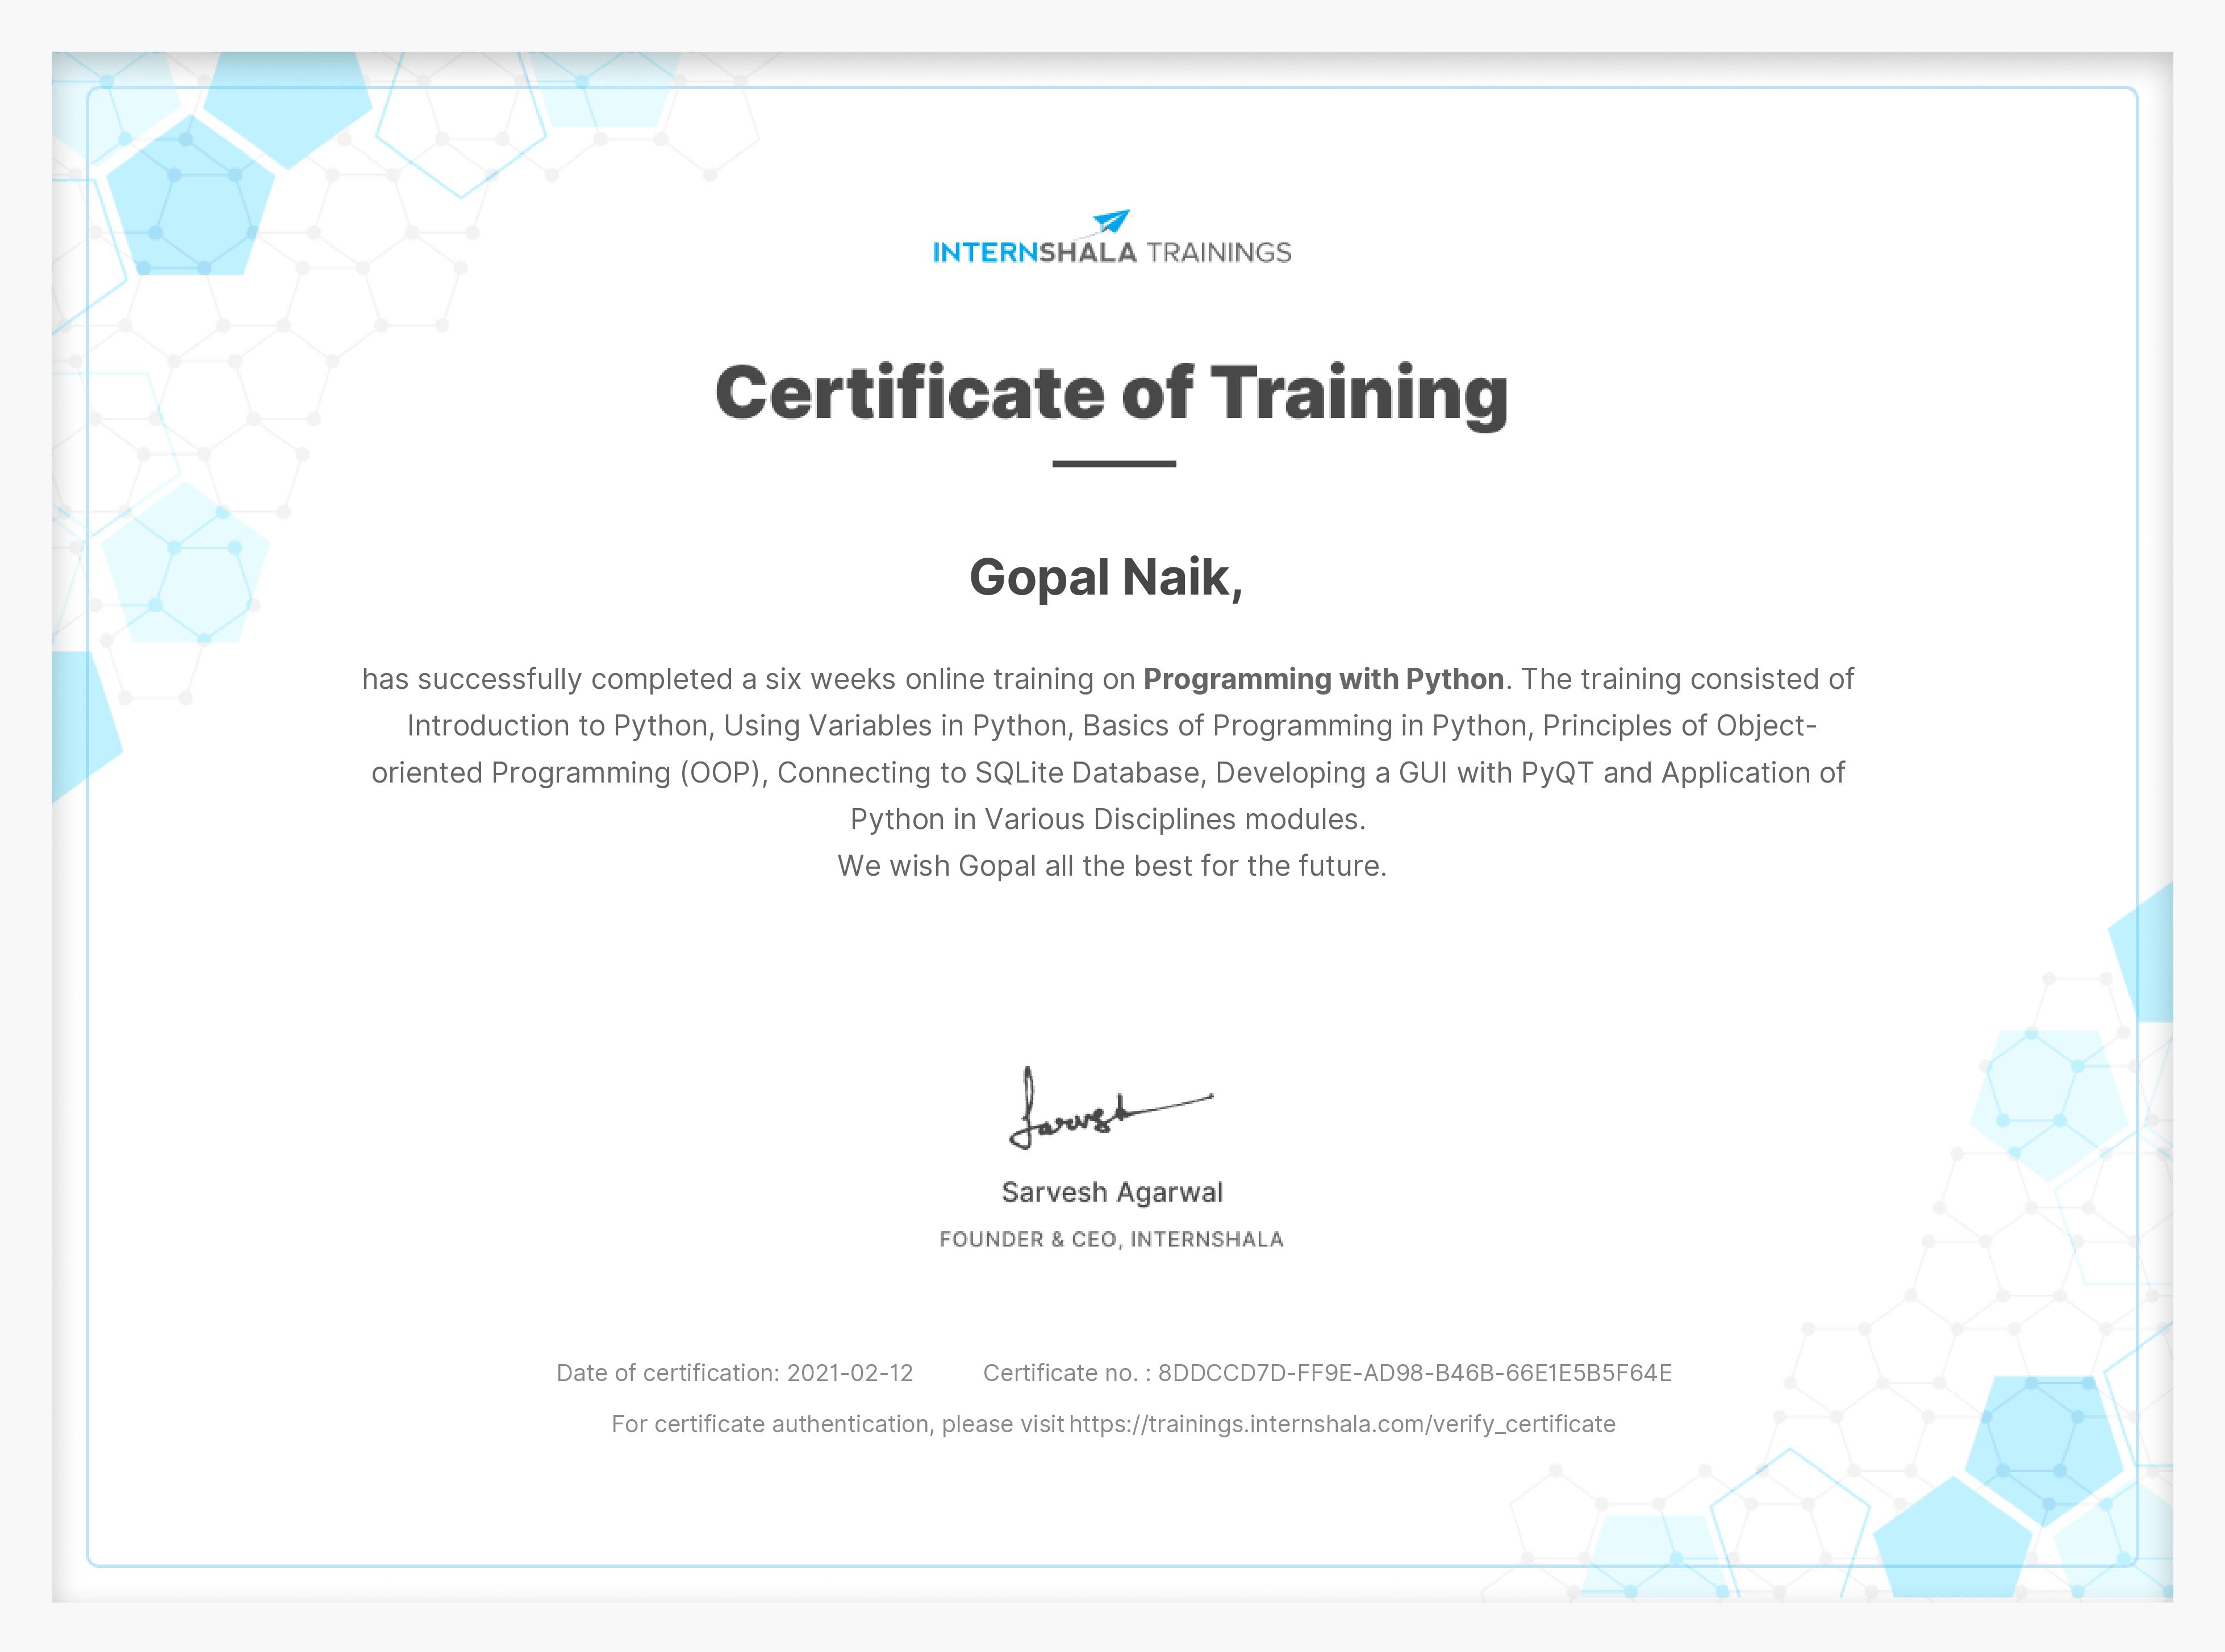 INTERNSHALA TRAININGS
Certificate of Training
Gopal Naik,
has successfully completed a six weeks online training on Programming with Python. The training consisted of
Introduction to Python, Using Variables in Python, Basics of Programming in Python, Principles of Object-
oriented Programming (OOP), Connecting to SQLite Database, Developing a GUI with PyQT and Application of
Python in Various Disciplines modules.
We wish Gopal all the best for the future.
Sarvesh
Sarvesh Agarwal
FOUNDER & CEO, INTERNSHALA
Date of certification: 2021-02-12 Certificate no. : 8DDCCD7D-FF9E-AD98-B46B-66E1E5B5F64E
For certificate authentication, please visit https://trainings.internshala.com/verify_certificate